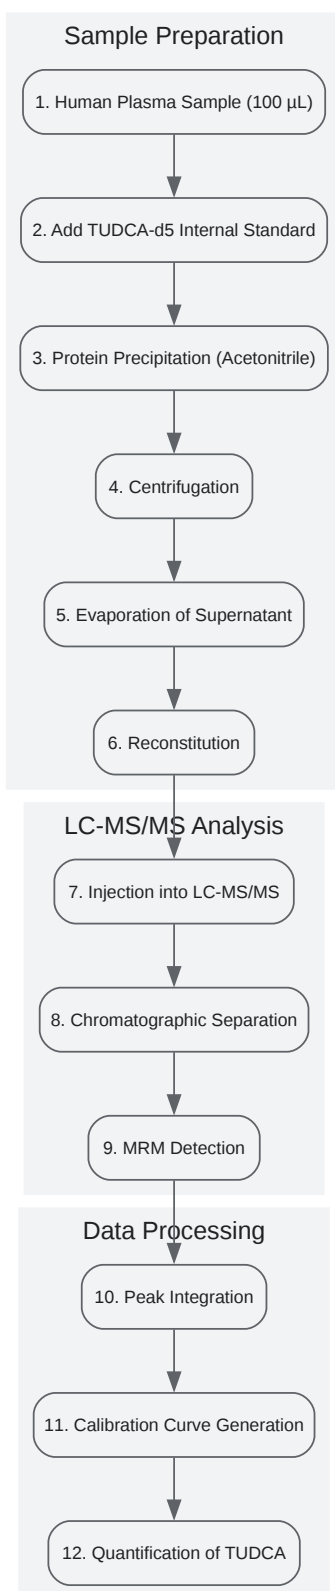 Sample Preparation
1. Human Plasma Sample (100 µL)
2. Add TUDCA-d5 Internal Standard
3. Protein Precipitation (Acetonitrile)
4. Centrifugation
5. Evaporation of Supernatant
6. Reconstitution
LC-MS/MS Analysis
7. Injection into LC-MS/MS
8. Chromatographic Separation
9. MRM Detection
Data Processing
10. Peak Integration
11. Calibration Curve Generation
12. Quantification of TUDCA